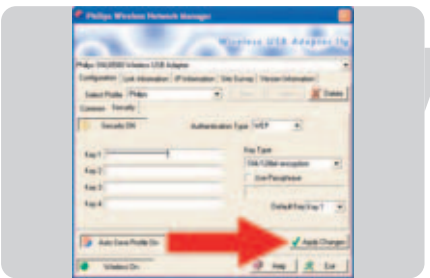 Philips Wireless Network Manager
Wireless USB Adapter 11g
Philips SNU6500 Wireless USB Adapter
Configuration Link Information IP Information Site Survey Version Information
Select Profile Philips Delete
Common Security
Security ON Authentication Type WEP
Key 1 Key Type
Key 2
Use Passphrase
Key 3
Key 4 Default Key Key 1
Auto Save Profile On Apply Changes
Wireless On Help Exit